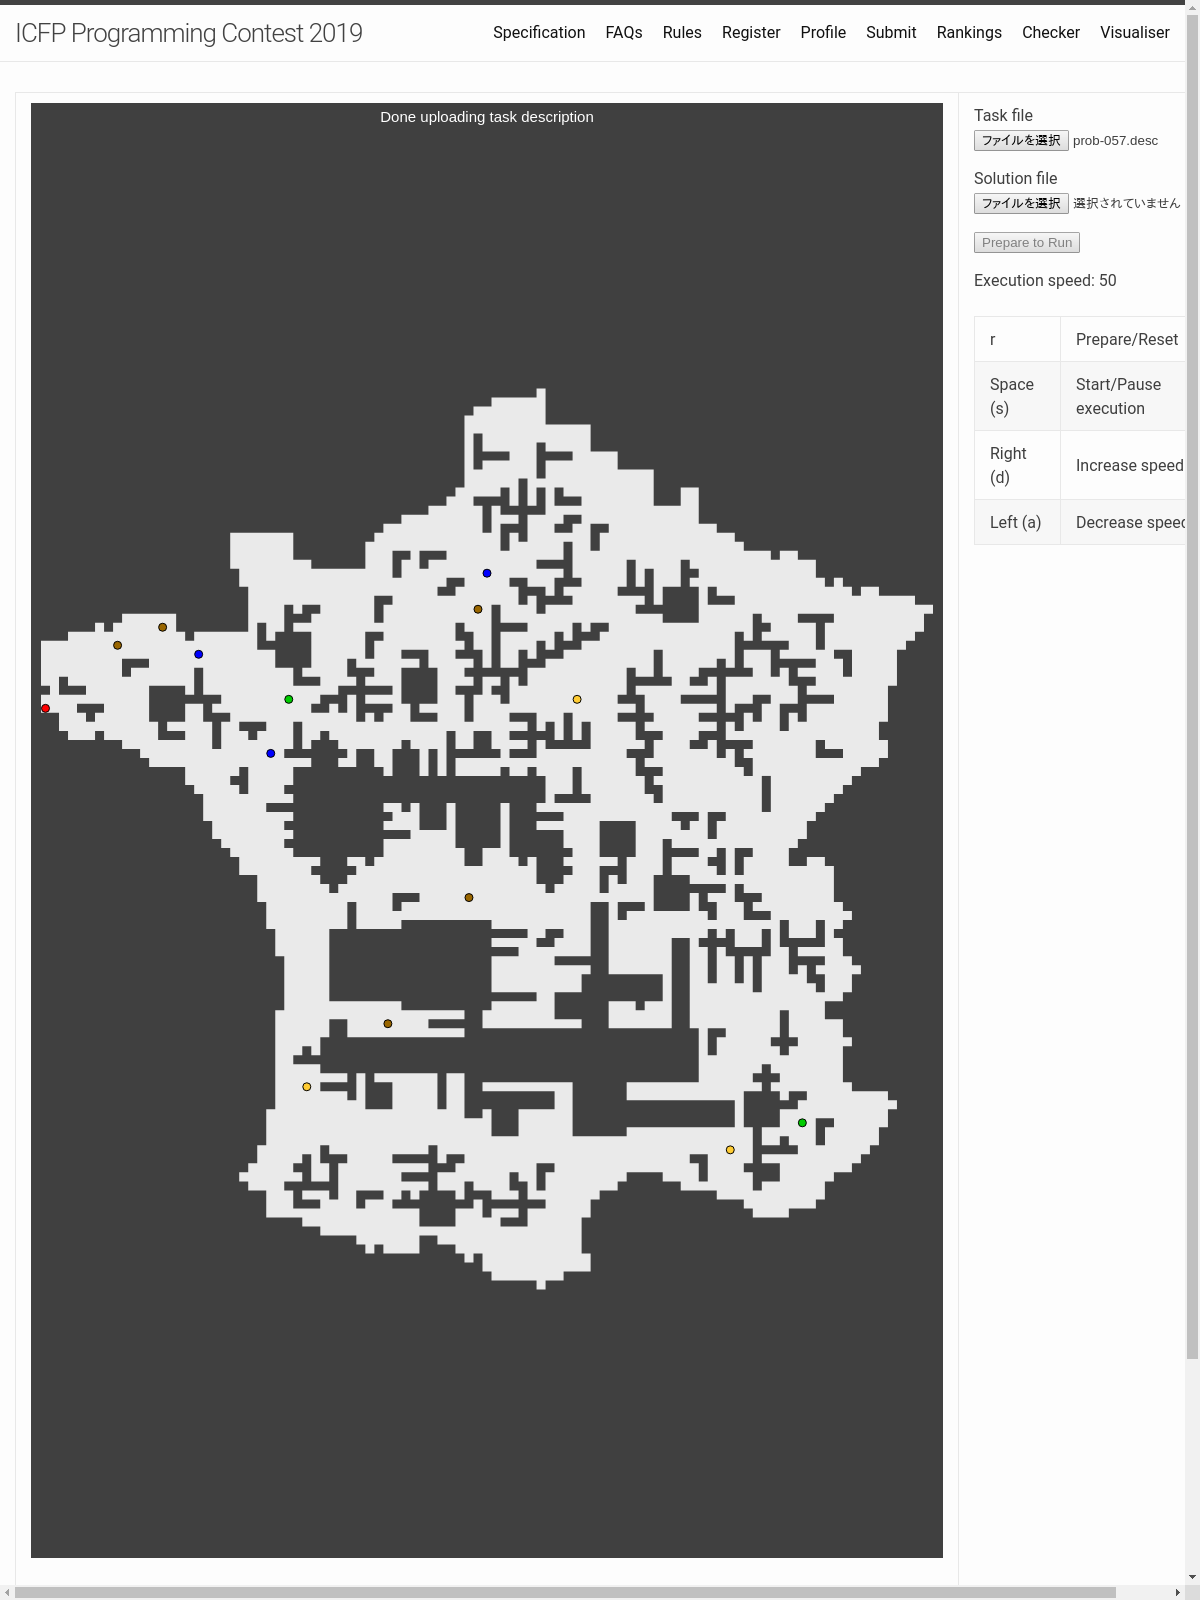 ICFP Programming Contest 2019
Specification FAQs Rules Register Profile Submit Rankings Checker Visualiser
Done uploading task description
Task file
ファイルを選択 prob-057.desc
Solution file
ファイルを選択 選択されていません
Prepare to Run
Execution speed: 50
r Prepare/Reset
Space (s) Start/Pause execution
Right (d) Increase speed
Left (a) Decrease speed